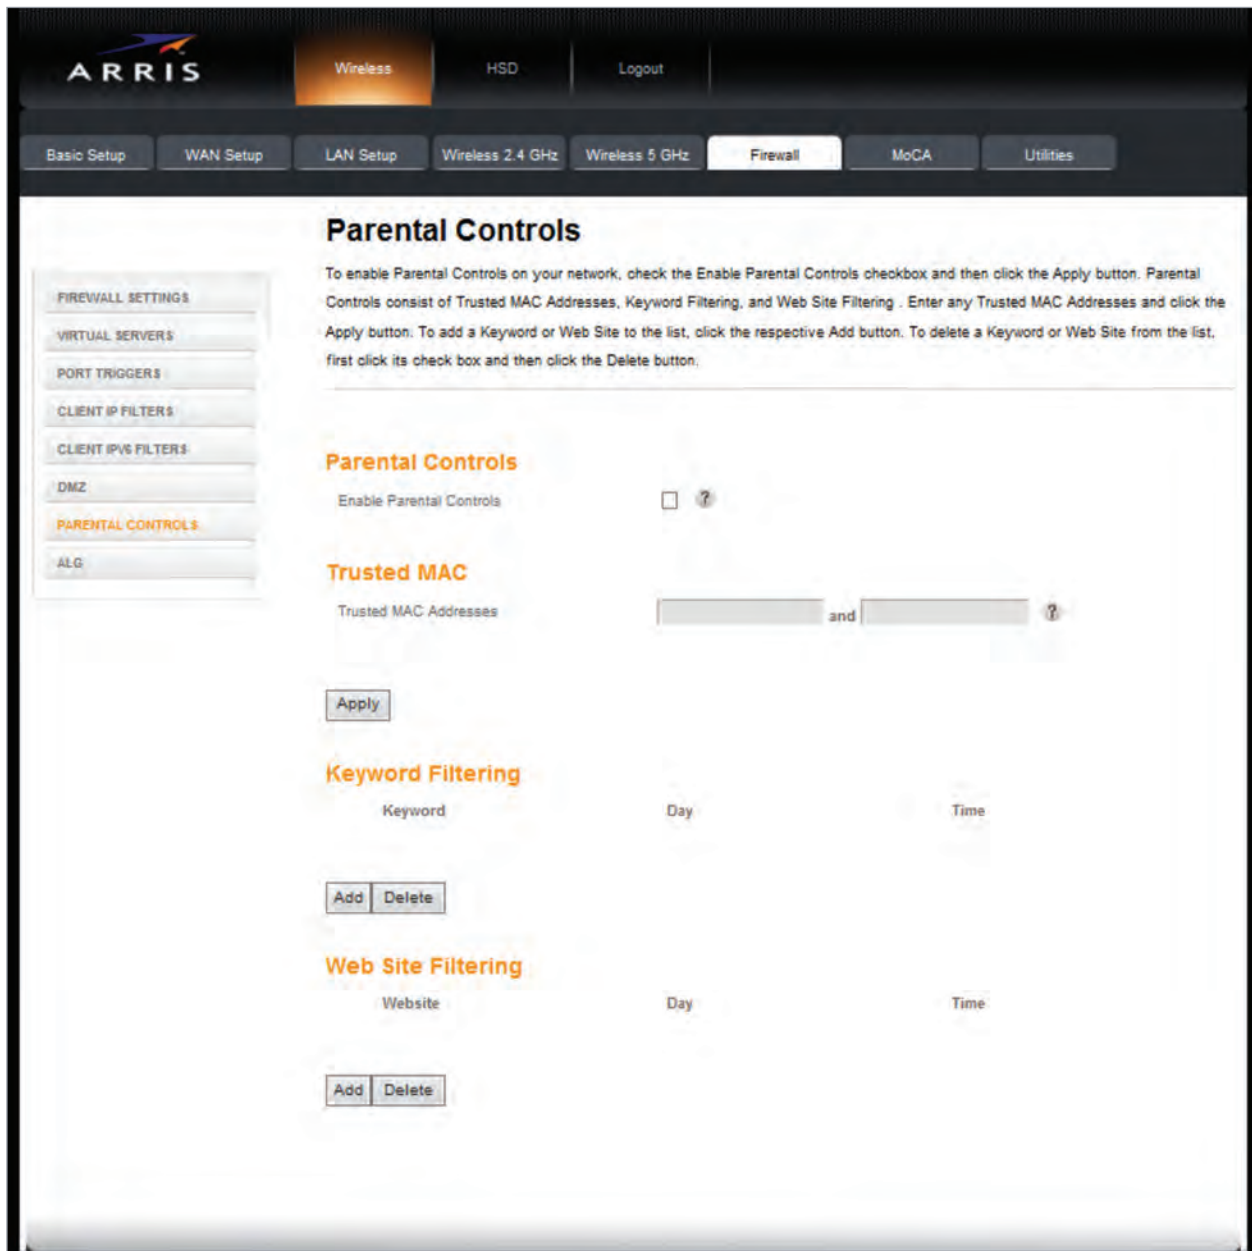 ARRIS
Wireless
HSD
Logout
Basic Setup
WAN Setup
LAN Setup
Wireless 2.4 GHz
Wireless 5 GHz
Firewall
MoCA
Utilities
FIREWALL SETTINGS
VIRTUAL SERVERS
PORT TRIGGERS
CLIENT IP FILTERS
CLIENT IPV6 FILTERS
DMZ
PARENTAL CONTROLS
ALG
Parental Controls
To enable Parental Controls on your network, check the Enable Parental Controls checkbox and then click the Apply button. Parental
Controls consist of Trusted MAC Addresses, Keyword Filtering, and Web Site Filtering . Enter any Trusted MAC Addresses and click the
Apply button. To add a Keyword or Web Site to the list, click the respective Add button. To delete a Keyword or Web Site from the list,
first click its check box and then click the Delete button.
Parental Controls
Enable Parental Controls ?
Trusted MAC
Trusted MAC Addresses and ?
Apply
Keyword Filtering
Keyword Day Time
Add Delete
Web Site Filtering
Website Day Time
Add Delete